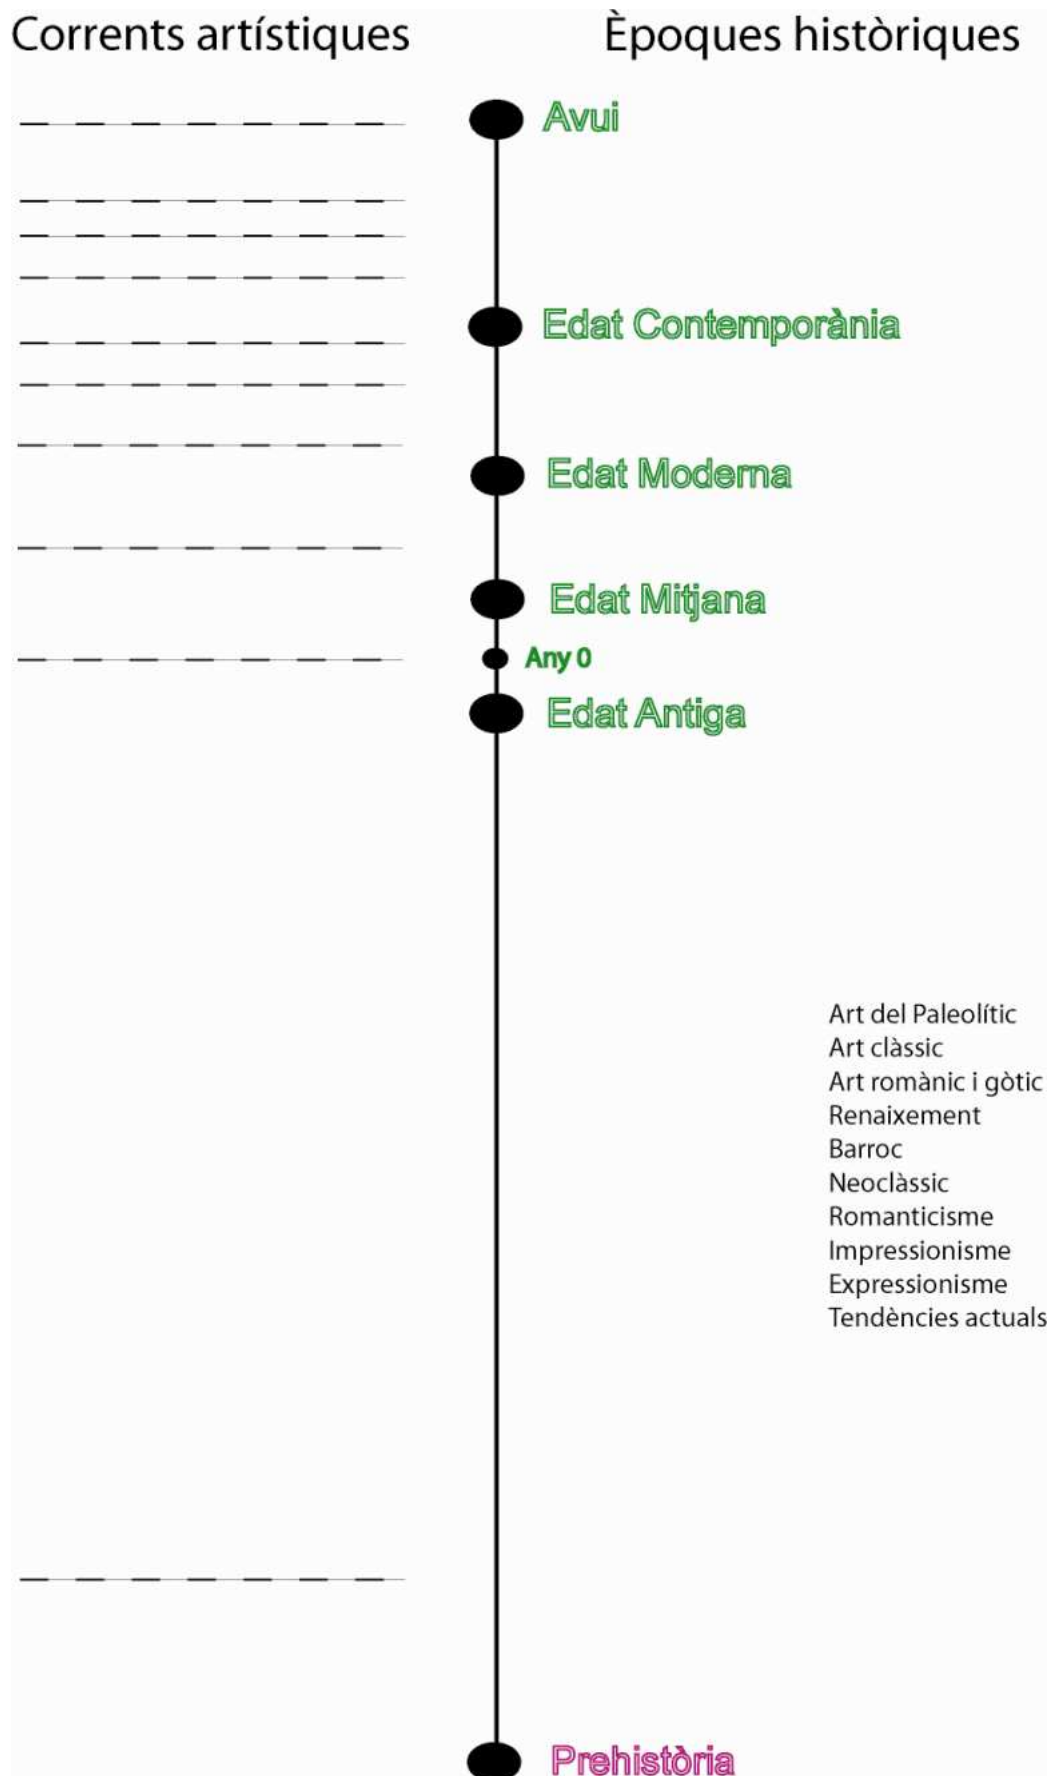 Corrents artístiques
Èpoques històriques
Avui
Edat Contemporània
Edat Moderna
Edat Mitjana
Any 0
Edat Antiga
Art del Paleolític
Art clàssic
Art romànic i gòtic
Renaixement
Barroc
Neoclàssic
Romanticisme
Impressionisme
Expressionisme
Tendències actuals
Prehistòria